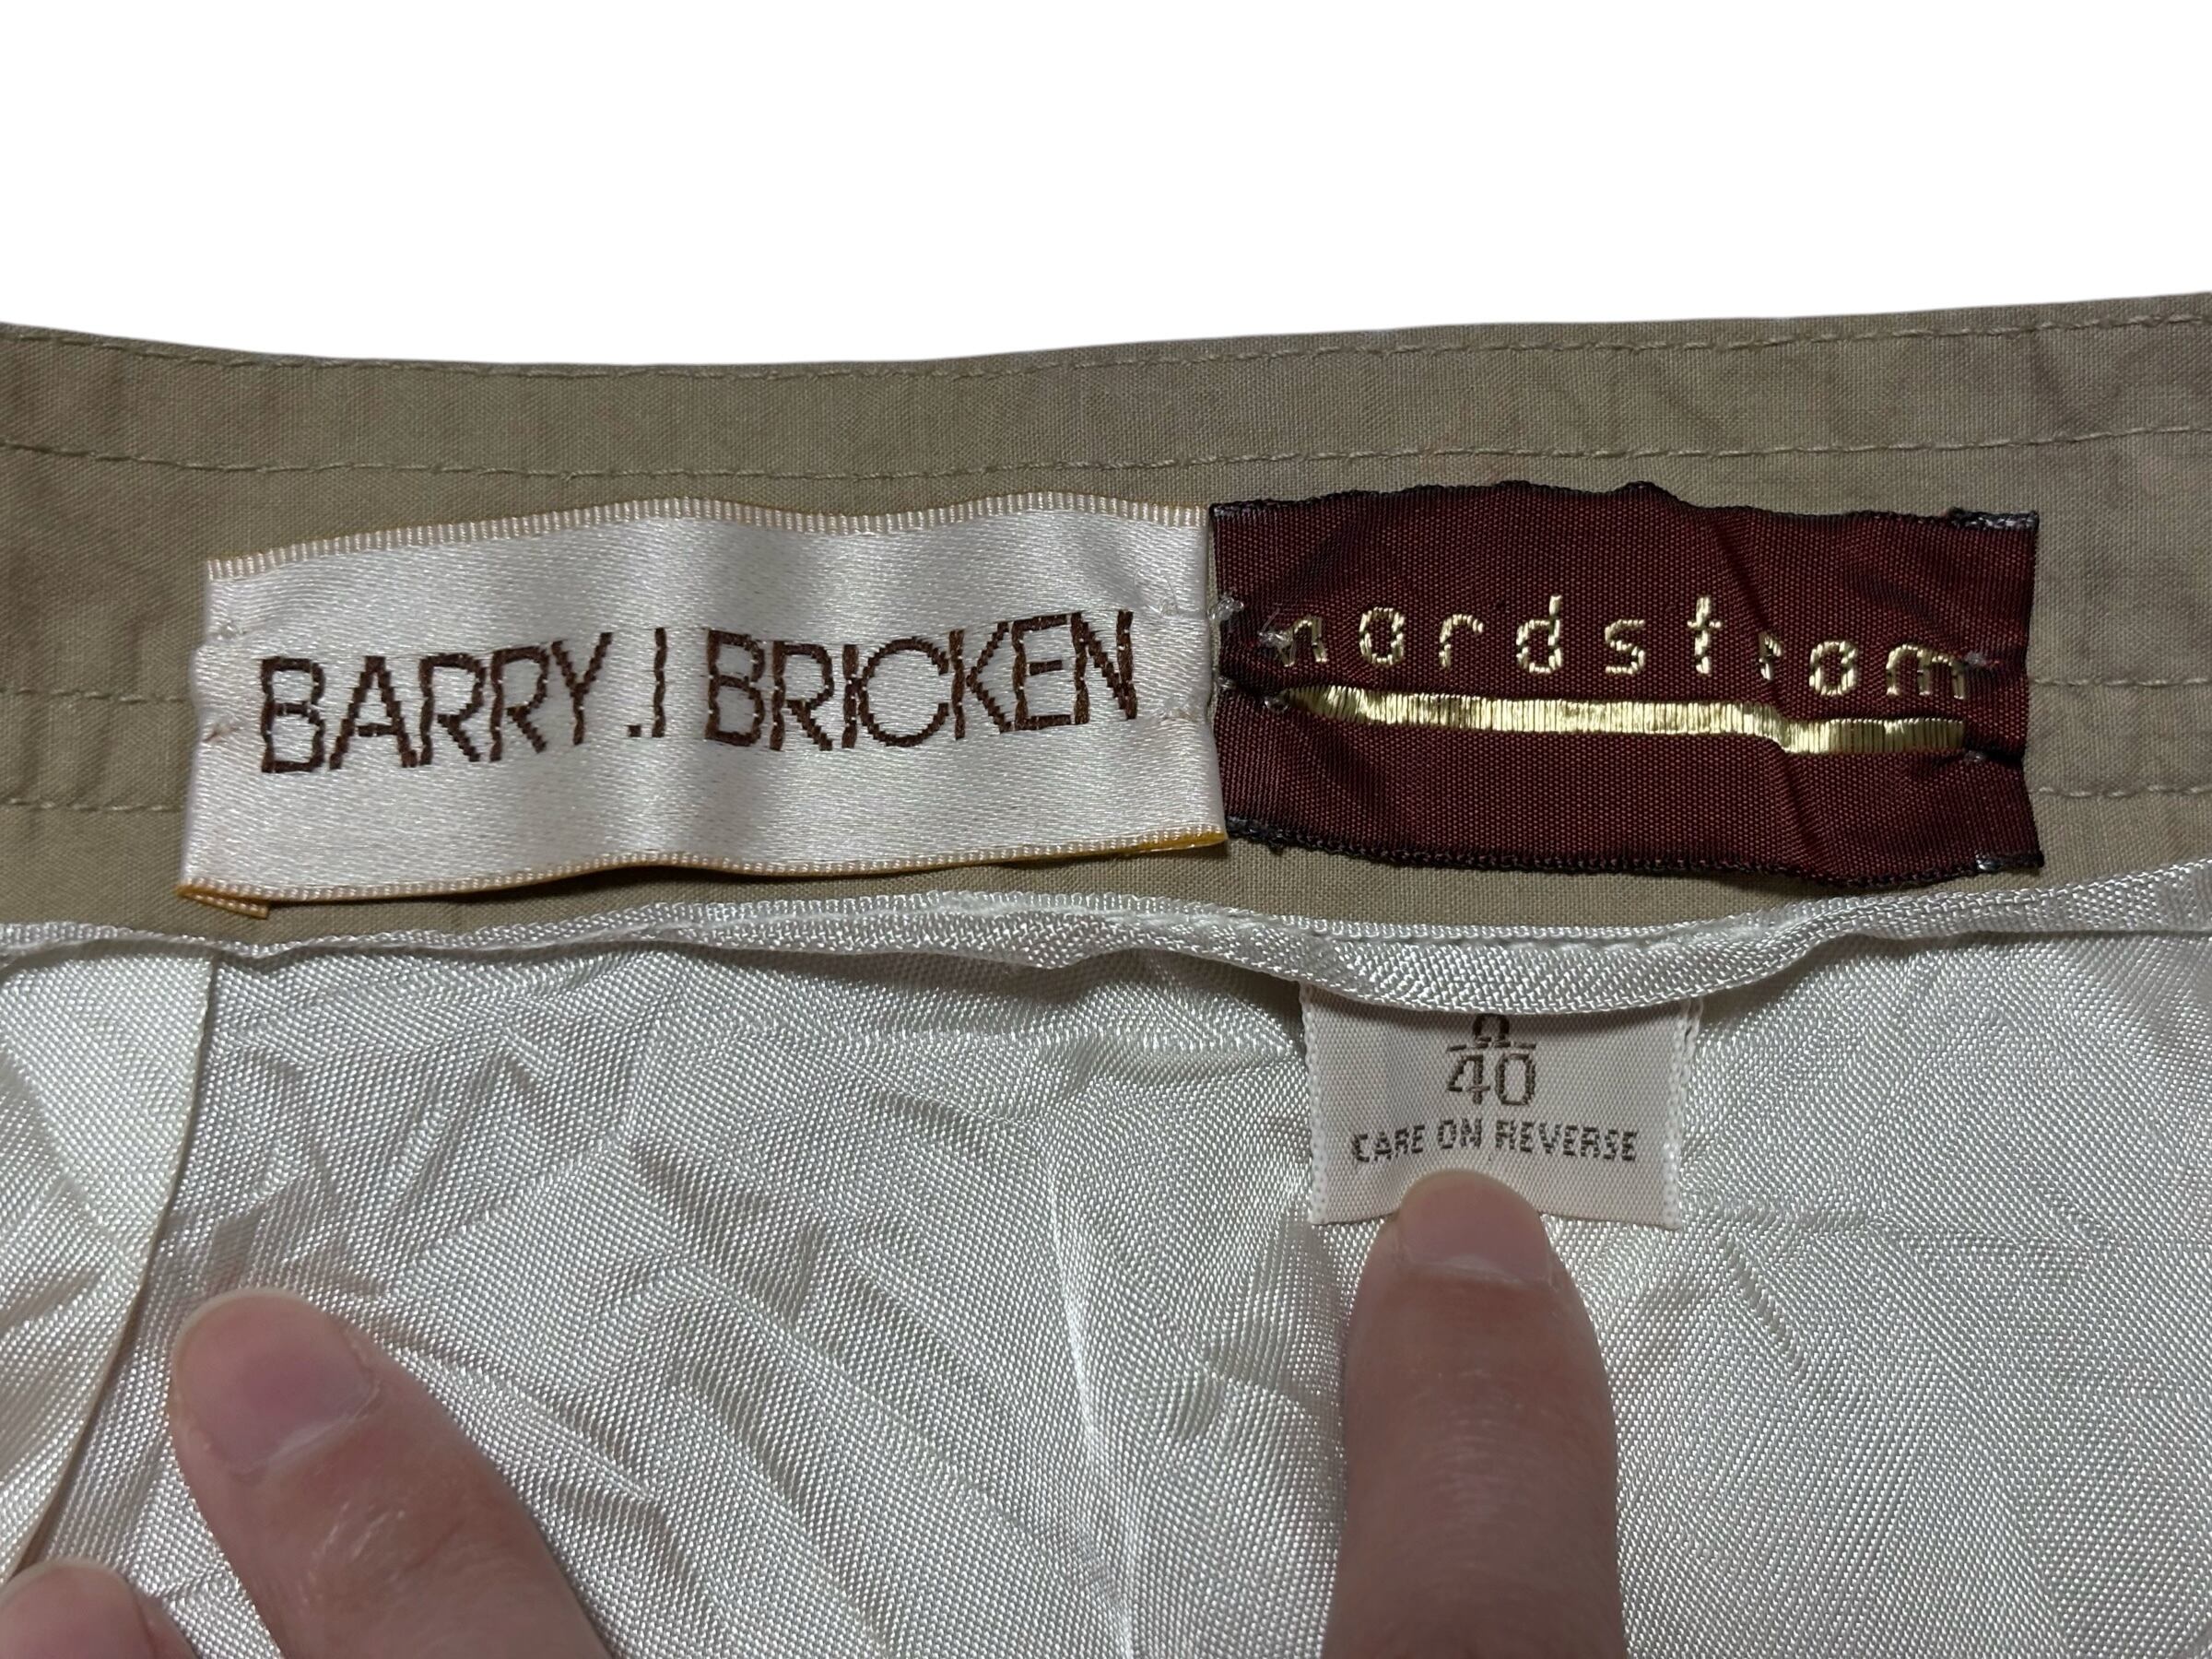 BARRY .I BRICKEN
nordstrom
40
CARE ON REVERSE